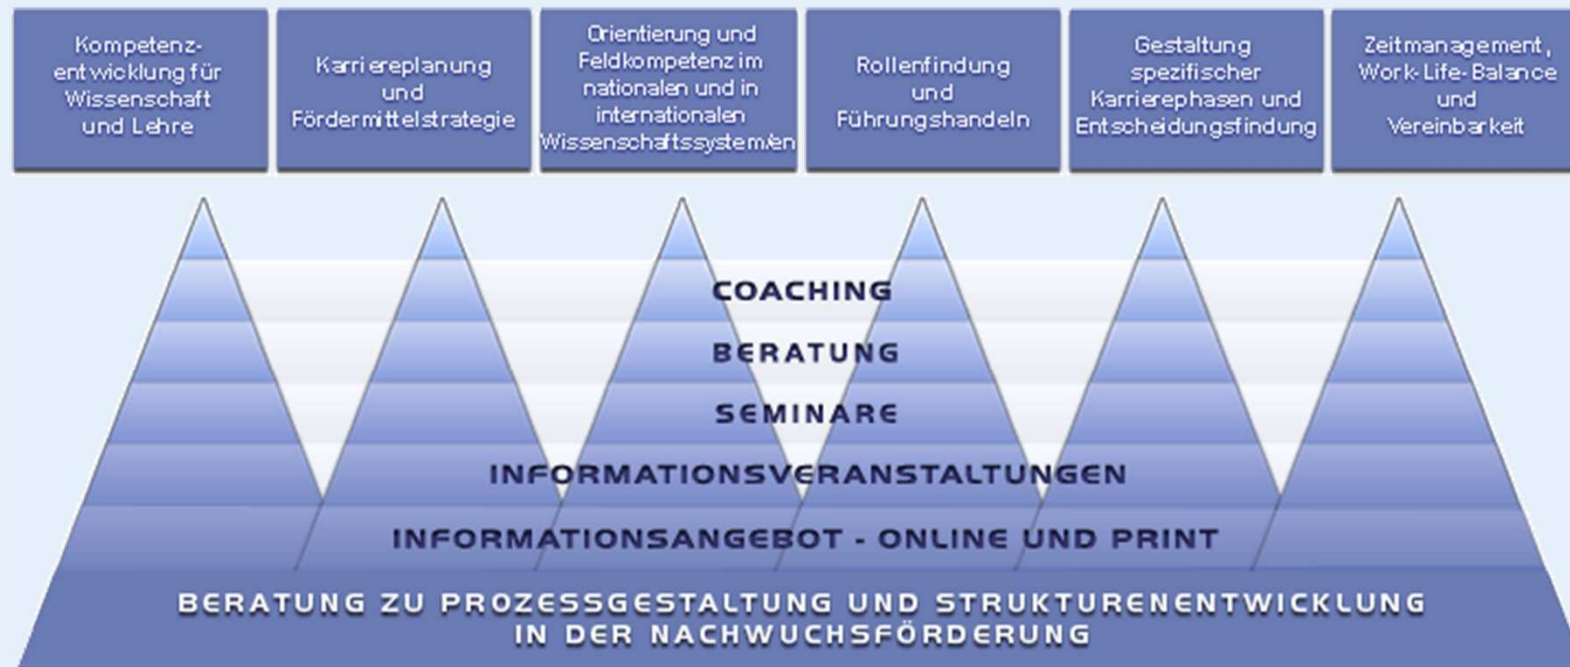 Kompetenz-
entwicklung für
Wissenschaft
und Lehre
Karriereplanung
und
Fördermittelstrategie
Orientierung und
Feldkompetenz im
nationalen und in
internationalen
Wissenschaftssystem/en
Rollenfindung
und
Führungshandeln
Gestaltung
spezifischer
Karrierephasen und
Entscheidungsfindung
Zeitmanagement,
Work-Life-Balance
und
Vereinbarkeit
COACHING
BERATUNG
SEMINARE
INFORMATIONSVERANSTALTUNGEN
INFORMATIONSANGEBOT - ONLINE UND PRINT
BERATUNG ZU PROZESSGESTALTUNG UND STRUKTURENENTWICKLUNG
IN DER NACHWUCHSFÖRDERUNG